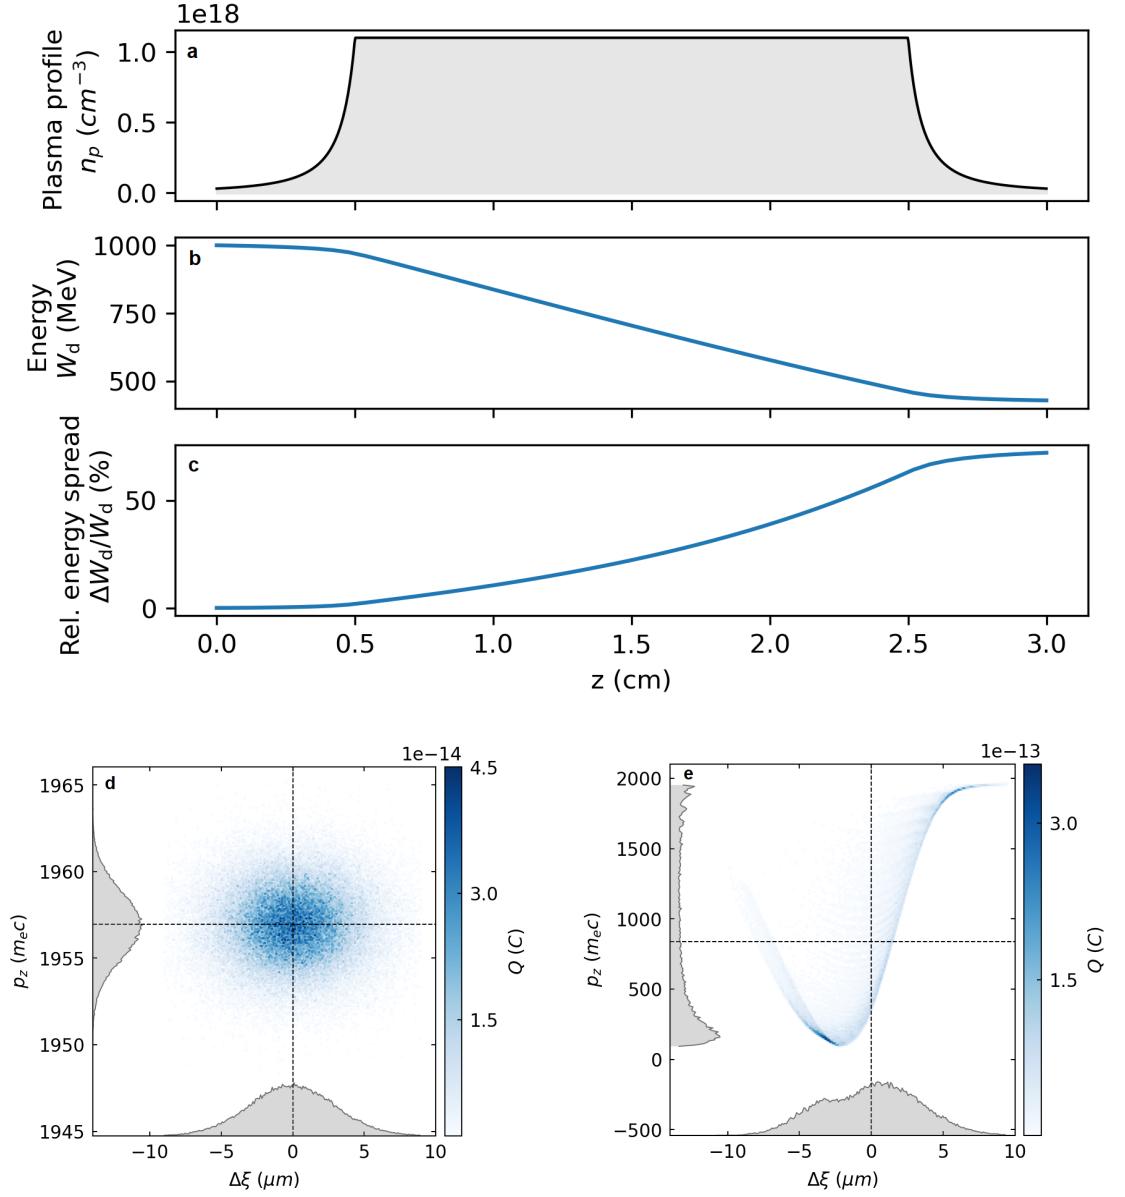 1e18
Plasma profile
n_p (cm⁻³)
a
1.0
0.5
0.0
Energy
W_d (MeV)
b
1000
750
500
Rel. energy spread
ΔW_d/W_d (%)
c
50
0
0.0 0.5 1.0 1.5 2.0 2.5 3.0
z (cm)
1e−14
d
p_z (m_e c)
1965
1960
1955
1950
1945
−10 −5 0 5 10
Δξ (μm)
4.5
3.0
1.5
Q (C)
1e−13
e
p_z (m_e c)
2000
1500
1000
500
0
−500
−10 −5 0 5 10
Δξ (μm)
3.0
1.5
Q (C)